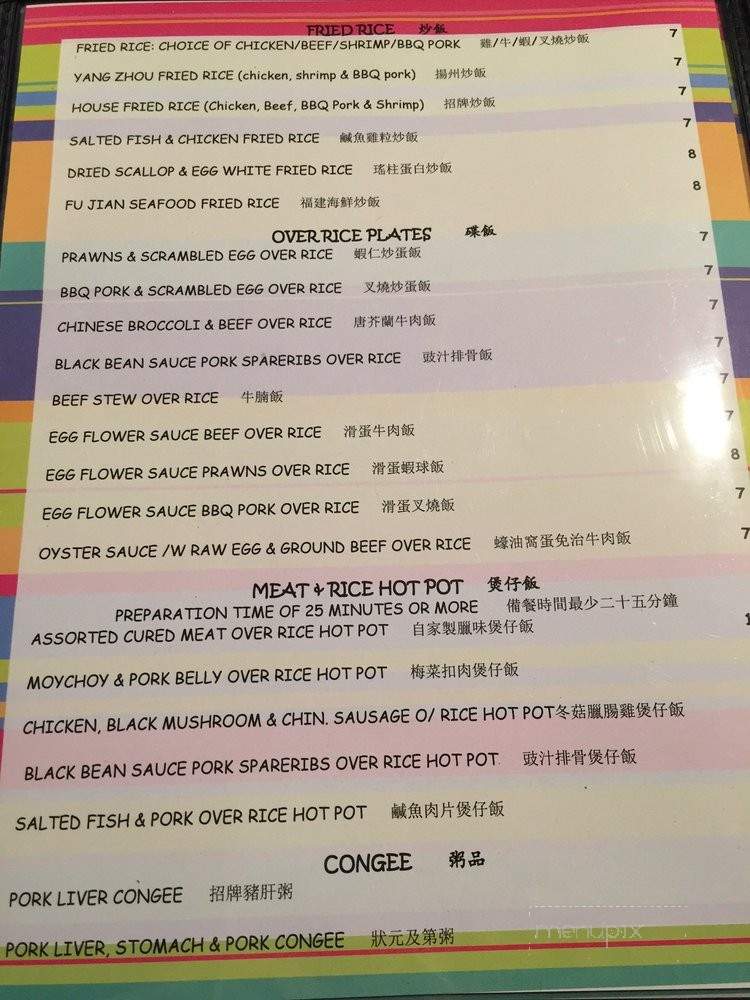 FRIED RICE 炒飯
FRIED RICE: CHOICE OF CHICKEN/BEEF/SHRIMP/BBQ PORK 雞/牛/蝦/叉燒炒飯 7
YANG ZHOU FRIED RICE (chicken, shrimp & BBQ pork) 揚州炒飯 7
HOUSE FRIED RICE (Chicken, Beef, BBQ Pork & Shrimp) 招牌炒飯 7
SALTED FISH & CHICKEN FRIED RICE 鹹魚雞粒炒飯 7
DRIED SCALLOP & EGG WHITE FRIED RICE 瑤柱蛋白炒飯 8
FU JIAN SEAFOOD FRIED RICE 福建海鮮炒飯 8
OVER RICE PLATES 碟飯
PRAWNS & SCRAMBLED EGG OVER RICE 蝦仁炒蛋飯 7
BBQ PORK & SCRAMBLED EGG OVER RICE 叉燒炒蛋飯 7
CHINESE BROCCOLI & BEEF OVER RICE 唐芥蘭牛肉飯 7
BLACK BEAN SAUCE PORK SPARERIBS OVER RICE 豉汁排骨飯 7
BEEF STEW OVER RICE 牛腩飯 7
EGG FLOWER SAUCE BEEF OVER RICE 滑蛋牛肉飯 7
EGG FLOWER SAUCE PRAWNS OVER RICE 滑蛋蝦球飯 8
EGG FLOWER SAUCE BBQ PORK OVER RICE 滑蛋叉燒飯 7
OYSTER SAUCE /W RAW EGG & GROUND BEEF OVER RICE 蠔油窩蛋免治牛肉飯 7
MEAT & RICE HOT POT 煲仔飯
PREPARATION TIME OF 25 MINUTES OR MORE 備餐時間最少二十五分鐘
ASSORTED CURED MEAT OVER RICE HOT POT 自家製臘味煲仔飯
MOYCHOY & PORK BELLY OVER RICE HOT POT 梅菜扣肉煲仔飯
CHICKEN, BLACK MUSHROOM & CHIN. SAUSAGE O/ RICE HOT POT冬菇臘腸雞煲仔飯
BLACK BEAN SAUCE PORK SPARERIBS OVER RICE HOT POT 豉汁排骨煲仔飯
SALTED FISH & PORK OVER RICE HOT POT 鹹魚肉片煲仔飯
CONGEE 粥品
PORK LIVER CONGEE 招牌豬肝粥
PORK LIVER, STOMACH & PORK CONGEE 狀元及第粥
menupix